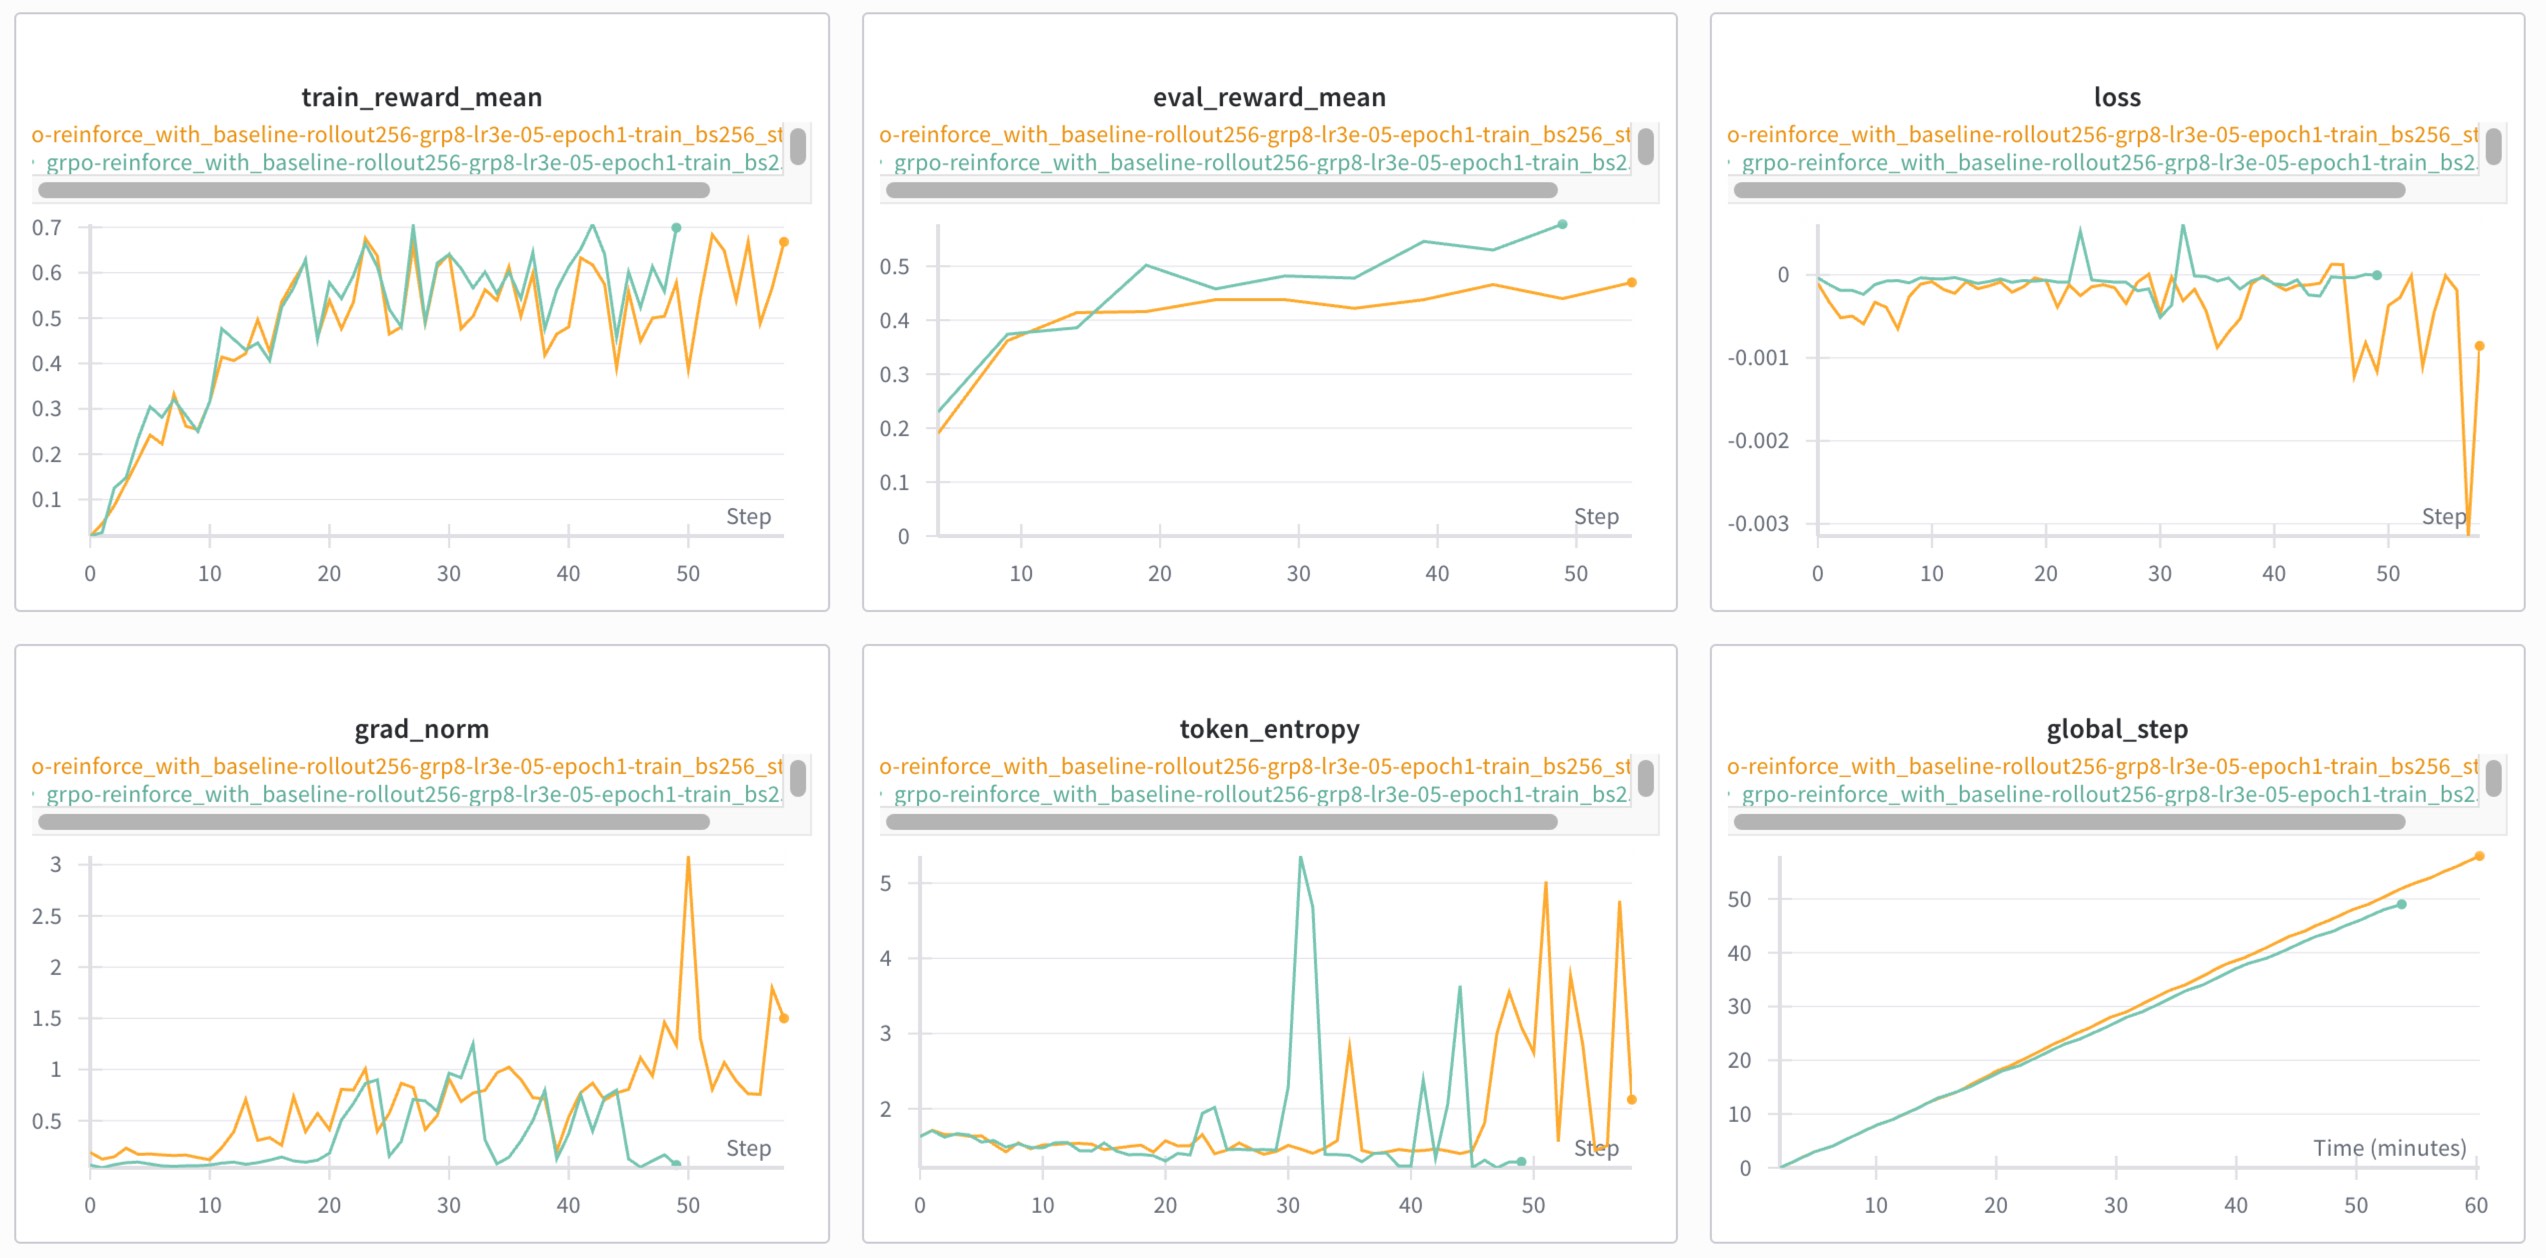 train_reward_mean
o-reinforce_with_baseline-rollout256-grp8-lr3e-05-epoch1-train_bs256_st
grpo-reinforce_with_baseline-rollout256-grp8-lr3e-05-epoch1-train_bs2
0.7
0.6
0.5
0.4
0.3
0.2
0.1
Step
0 10 20 30 40 50
eval_reward_mean
o-reinforce_with_baseline-rollout256-grp8-lr3e-05-epoch1-train_bs256_st
grpo-reinforce_with_baseline-rollout256-grp8-lr3e-05-epoch1-train_bs2
0.5
0.4
0.3
0.2
0.1
0
Step
10 20 30 40 50
loss
o-reinforce_with_baseline-rollout256-grp8-lr3e-05-epoch1-train_bs256_st
grpo-reinforce_with_baseline-rollout256-grp8-lr3e-05-epoch1-train_bs2
0
-0.001
-0.002
-0.003
Step
0 10 20 30 40 50
grad_norm
o-reinforce_with_baseline-rollout256-grp8-lr3e-05-epoch1-train_bs256_st
grpo-reinforce_with_baseline-rollout256-grp8-lr3e-05-epoch1-train_bs2
3
2.5
2
1.5
1
0.5
Step
0 10 20 30 40 50
token_entropy
o-reinforce_with_baseline-rollout256-grp8-lr3e-05-epoch1-train_bs256_st
grpo-reinforce_with_baseline-rollout256-grp8-lr3e-05-epoch1-train_bs2
5
4
3
2
Step
0 10 20 30 40 50
global_step
o-reinforce_with_baseline-rollout256-grp8-lr3e-05-epoch1-train_bs256_st
grpo-reinforce_with_baseline-rollout256-grp8-lr3e-05-epoch1-train_bs2
50
40
30
20
10
0
Time (minutes)
10 20 30 40 50 60